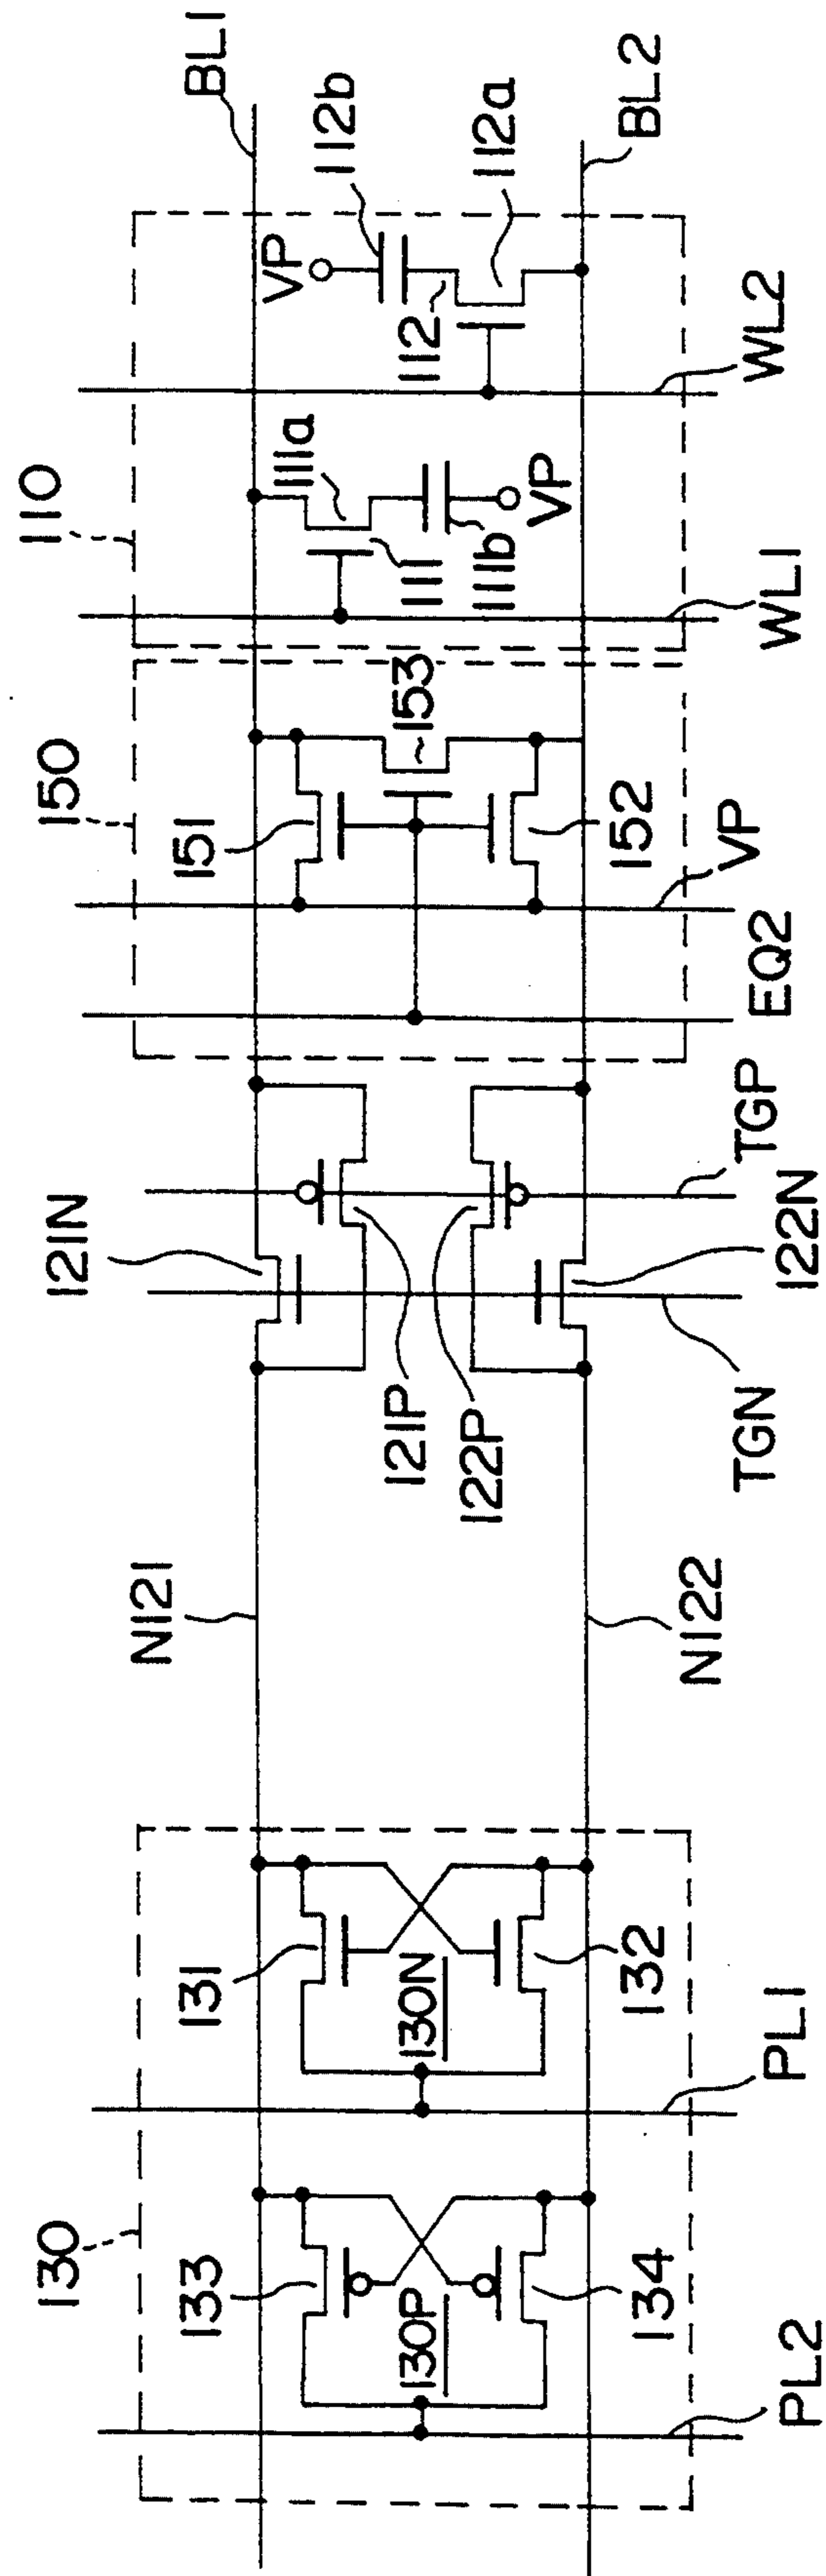 130
133
134
130P
PL2
131
132
130N
PL1
N121
N122
121N
121P
122P
122N
TGN
TGP
150
151
152
153
EQ2
VP
110
111a
111
111b
VP
WL1
VP
112b
112
112a
WL2
BL1
BL2